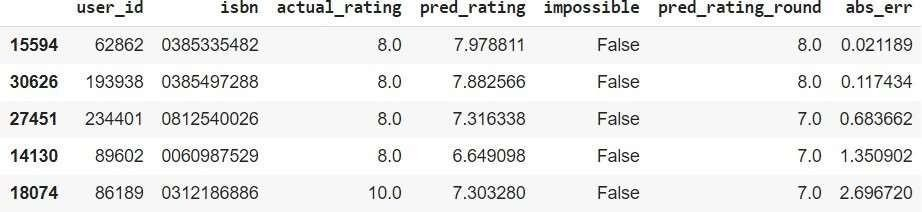 user_id isbn actual_rating pred_rating impossible pred_rating_round abs_err
15594 62862 0385335482 8.0 7.978811 False 8.0 0.021189
30626 193938 0385497288 8.0 7.882566 False 8.0 0.117434
27451 234401 0812540026 8.0 7.316338 False 7.0 0.683662
14130 89602 0060987529 8.0 6.649098 False 7.0 1.350902
18074 86189 0312186886 10.0 7.303280 False 7.0 2.696720